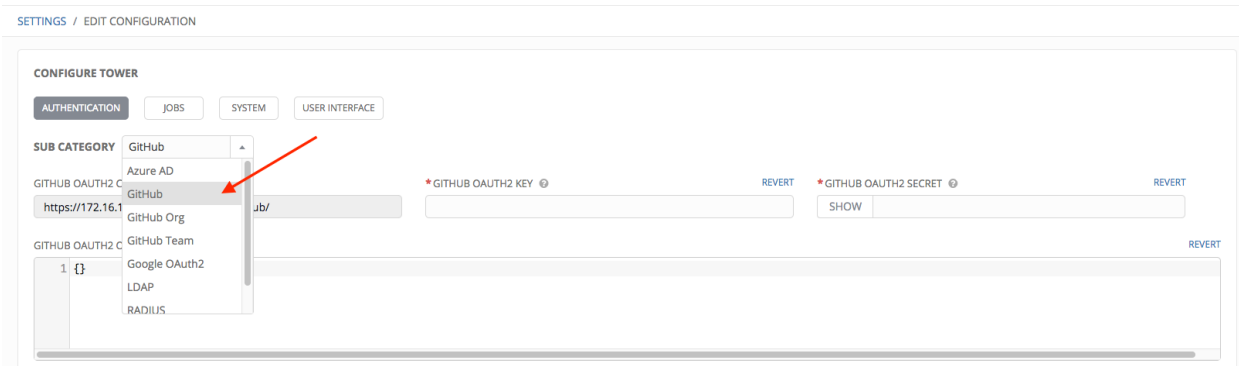 SETTINGS / EDIT CONFIGURATION
CONFIGURE TOWER
AUTHENTICATION JOBS SYSTEM USER INTERFACE
SUB CATEGORY GitHub
Azure AD
GitHub
GitHub Org
GitHub Team
Google OAuth2
LDAP
RADIUS
GITHUB OAUTH2 C
https://172.16.1 ub/
* GITHUB OAUTH2 KEY REVERT
* GITHUB OAUTH2 SECRET REVERT
SHOW
GITHUB OAUTH2 O REVERT
1 {}